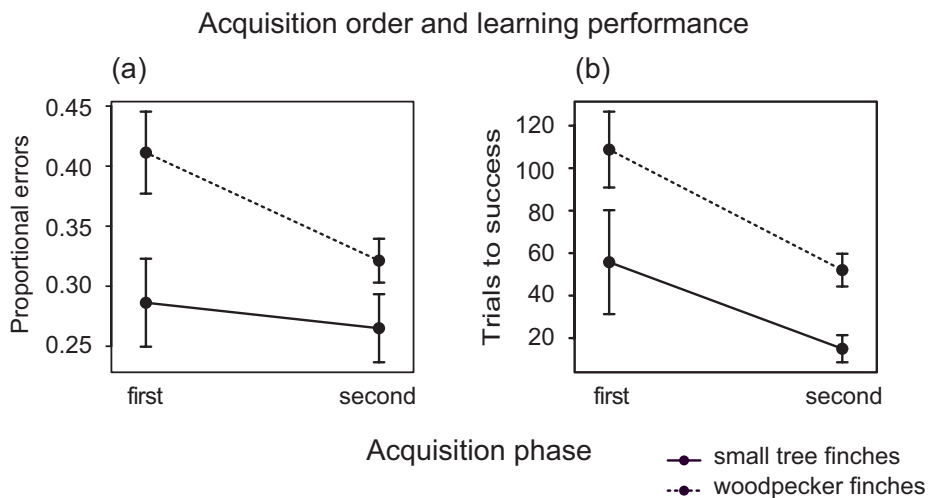 Acquisition order and learning performance
(a)
Proportional errors
0.45
0.40
0.35
0.30
0.25
first second
(b)
Trials to success
120
100
80
60
40
20
first second
Acquisition phase
small tree finches
woodpecker finches